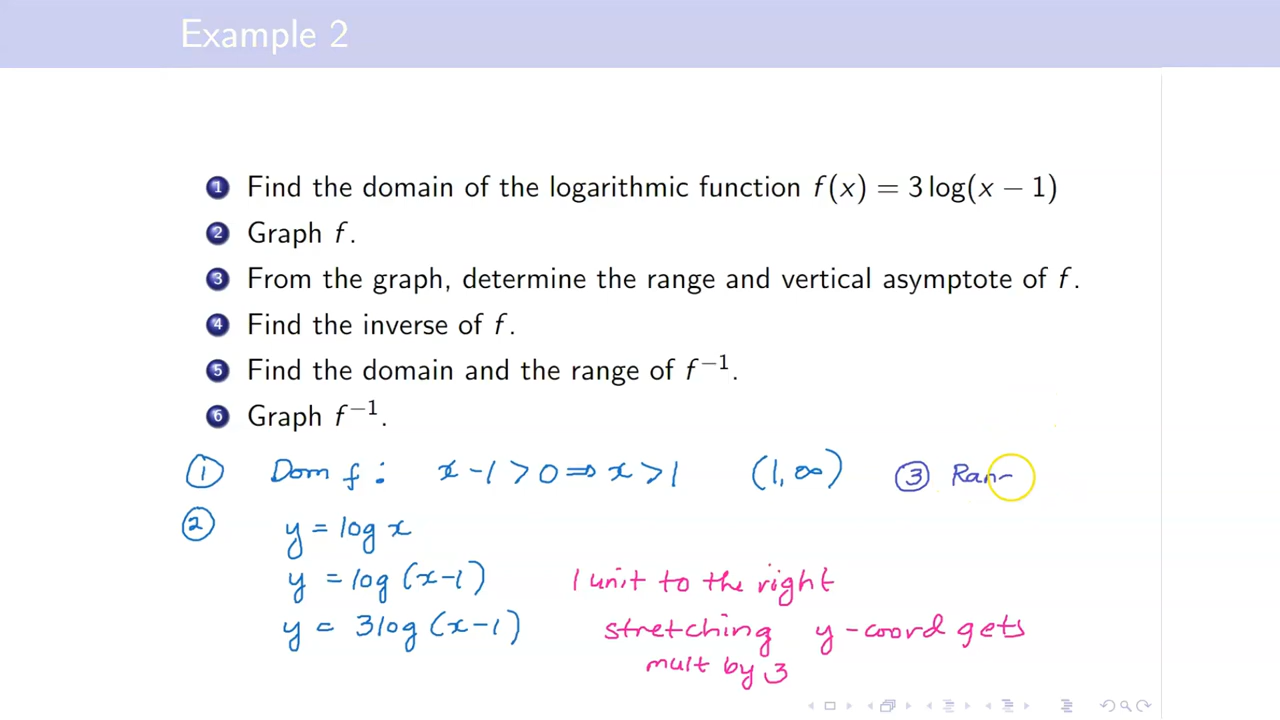 Example 2
1 Find the domain of the logarithmic function f(x) = 3 log(x − 1)
2 Graph f.
3 From the graph, determine the range and vertical asymptote of f.
4 Find the inverse of f.
5 Find the domain and the range of f⁻¹.
6 Graph f⁻¹.
① Dom f : x - 1 > 0 ⇒ x > 1 (1, ∞) ③ Ran
② y = log x
y = log (x-1) 1 unit to the right
y = 3log (x-1) stretching y-coord gets
mult by 3